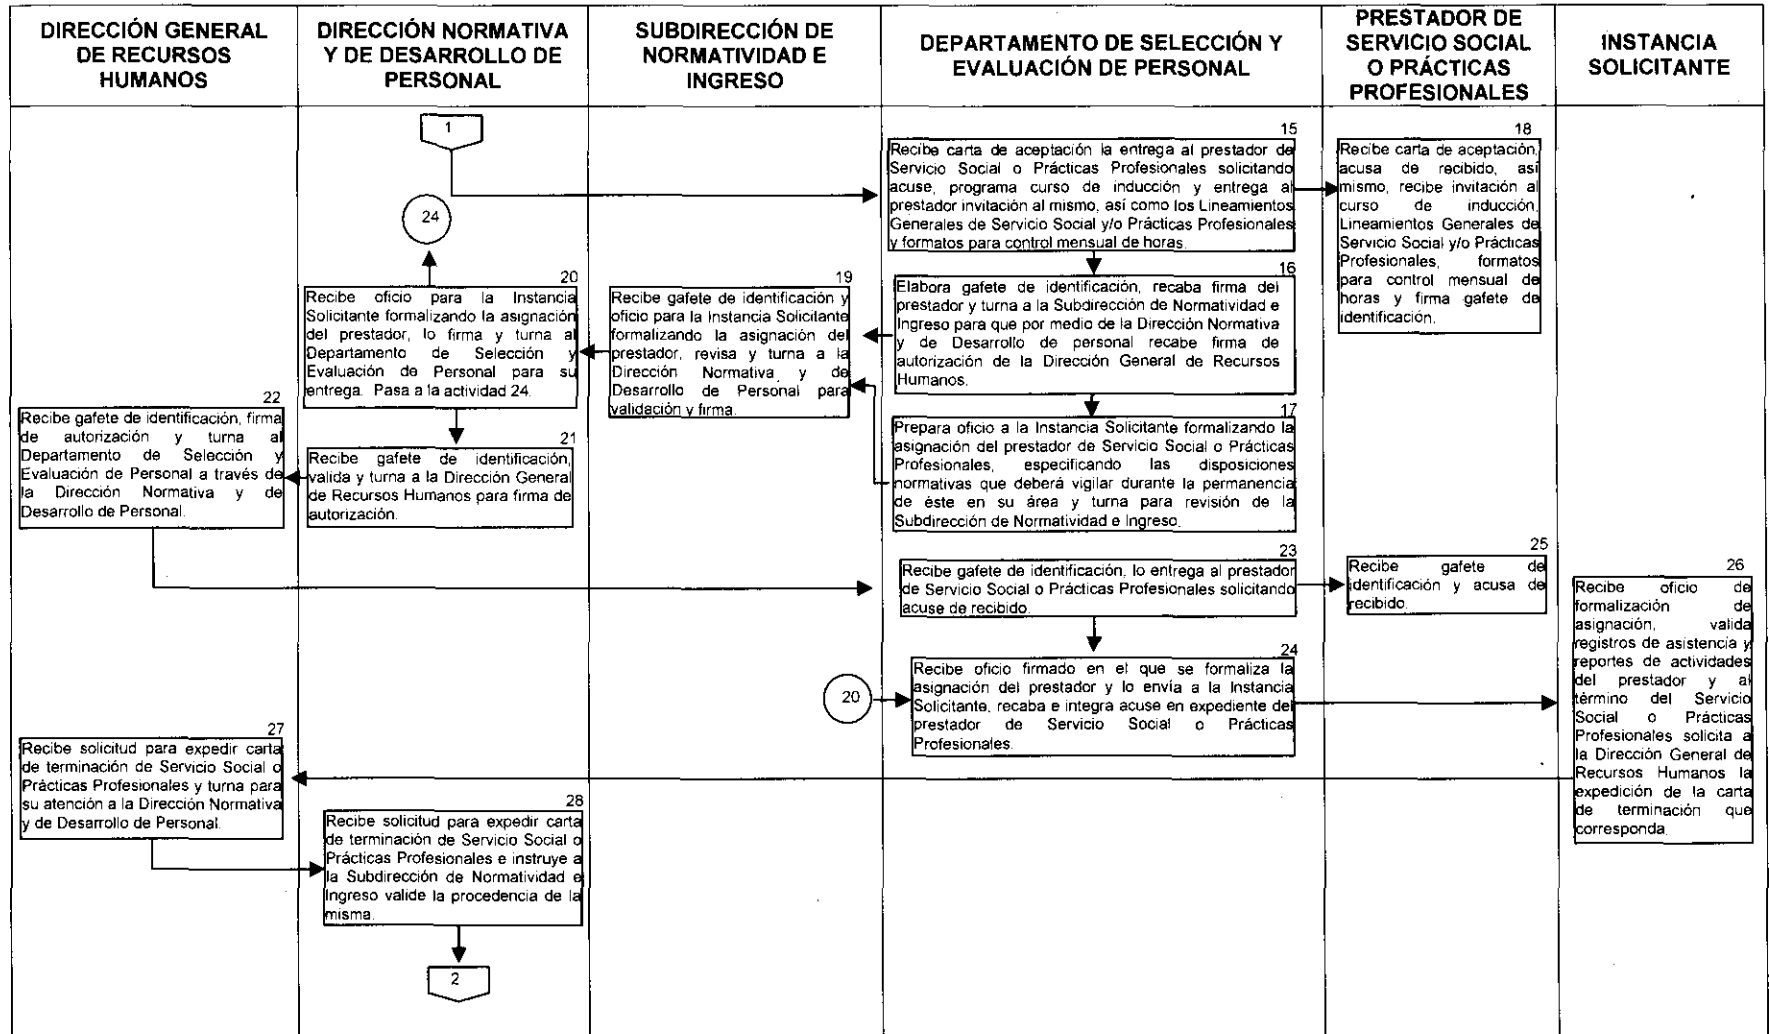 DIRECCIÓN GENERAL
DE RECURSOS
HUMANOS
DIRECCIÓN NORMATIVA
Y DE DESARROLLO DE
PERSONAL
SUBDIRECCIÓN DE
NORMATIVIDAD E
INGRESO
DEPARTAMENTO DE SELECCIÓN Y
EVALUACIÓN DE PERSONAL
PRESTADOR DE
SERVICIO SOCIAL
O PRÁCTICAS
PROFESIONALES
INSTANCIA
SOLICITANTE
1
15
Recibe carta de aceptación la entrega al prestador de
Servicio Social o Prácticas Profesionales solicitando
acuse, programa curso de inducción y entrega al
prestador invitación al mismo, así como los Lineamientos
Generales de Servicio Social y/o Prácticas Profesionales
y formatos para control mensual de horas.
18
Recibe carta de aceptación,
acusa de recibido, así
mismo, recibe invitación al
curso de inducción,
Lineamientos Generales de
Servicio Social y/o Prácticas
Profesionales, formatos
para control mensual de
horas y firma gafete de
identificación.
24
20
Recibe oficio para la Instancia
Solicitante formalizando la asignación
del prestador, lo firma y turna al
Departamento de Selección y
Evaluación de Personal para su
entrega. Pasa a la actividad 24.
19
Recibe gafete de identificación y
oficio para la Instancia Solicitante
formalizando la asignación del
prestador, revisa y turna a la
Dirección Normativa y de
Desarrollo de Personal para
validación y firma.
16
Elabora gafete de identificación, recaba firma del
prestador y turna a la Subdirección de Normatividad e
Ingreso para que por medio de la Dirección Normativa
y de Desarrollo de personal recabe firma de
autorización de la Dirección General de Recursos
Humanos.
22
Recibe gafete de identificación, firma
de autorización y turna al
Departamento de Selección y
Evaluación de Personal a través de
la Dirección Normativa y de
Desarrollo de Personal.
21
Recibe gafete de identificación,
valida y turna a la Dirección General
de Recursos Humanos para firma de
autorización.
17
Prepara oficio a la Instancia Solicitante formalizando la
asignación del prestador de Servicio Social o Prácticas
Profesionales, especificando las disposiciones
normativas que deberá vigilar durante la permanencia
de éste en su área y turna para revisión de la
Subdirección de Normatividad e Ingreso.
23
Recibe gafete de identificación, lo entrega al prestador
de Servicio Social o Prácticas Profesionales solicitando
acuse de recibido.
25
Recibe gafete de
identificación y acusa de
recibido.
26
Recibe oficio de
formalización de
asignación, valida
registros de asistencia y
reportes de actividades
del prestador y al
término del Servicio
Social o Prácticas
Profesionales solicita a
la Dirección General de
Recursos Humanos la
expedición de la carta
de terminación que
corresponda.
20
24
Recibe oficio firmado en el que se formaliza la
asignación del prestador y lo envía a la Instancia
Solicitante, recaba e integra acuse en expediente del
prestador de Servicio Social o Prácticas
Profesionales.
27
Recibe solicitud para expedir carta
de terminación de Servicio Social o
Prácticas Profesionales y turna para
su atención a la Dirección Normativa
y de Desarrollo de Personal.
28
Recibe solicitud para expedir carta
de terminación de Servicio Social o
Prácticas Profesionales e instruye a
la Subdirección de Normatividad e
Ingreso valide la procedencia de la
misma.
2